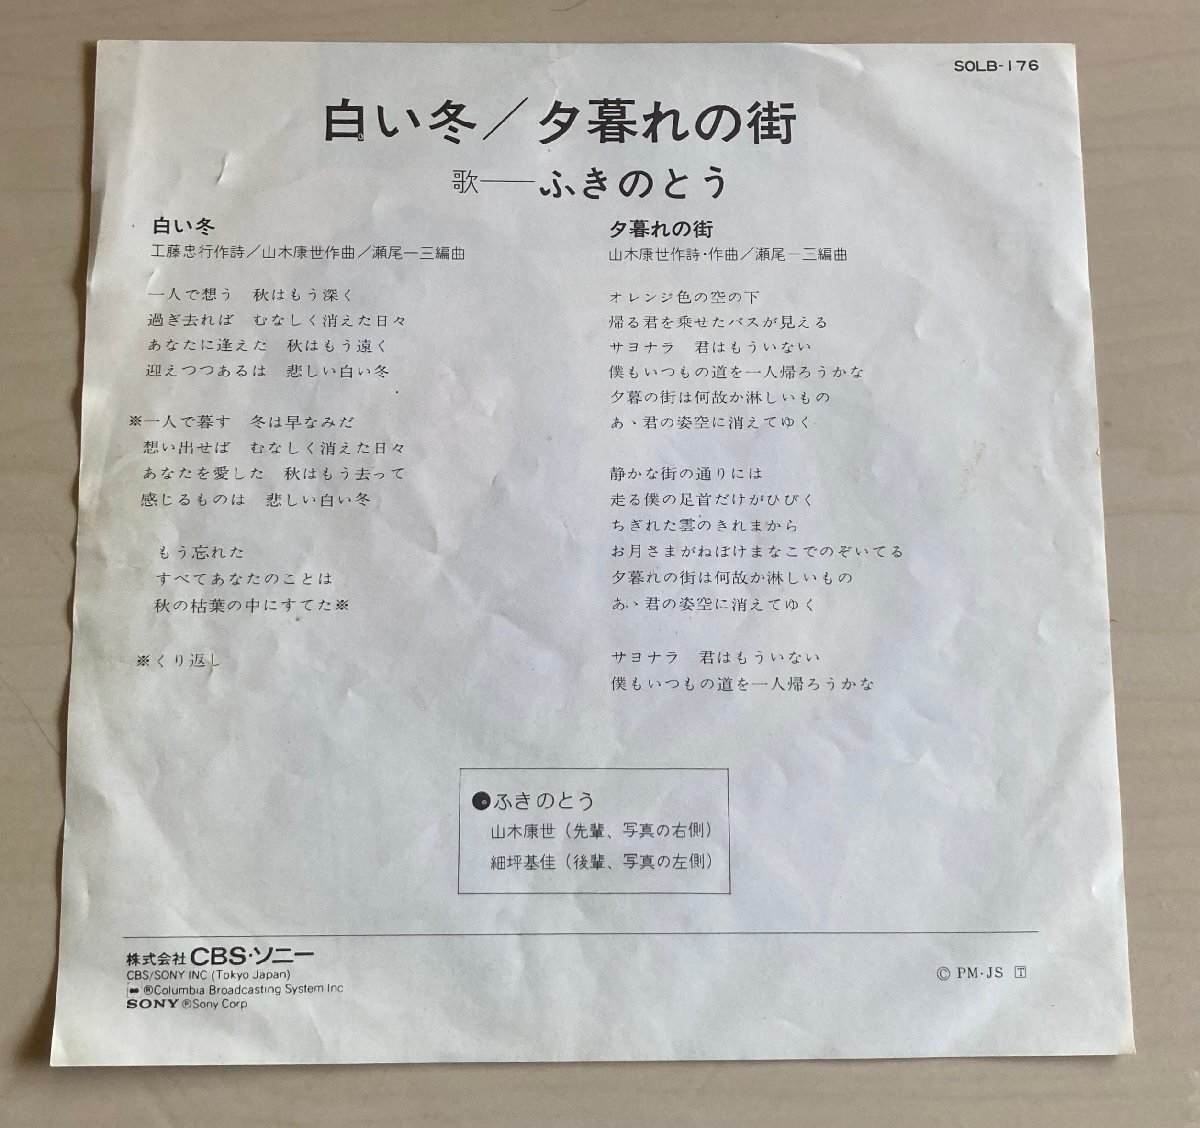 SOLB-176
白い冬／夕暮れの街
歌――ふきのとう
白い冬
工藤忠行作詩／山木康世作曲／瀬尾一三編曲
一人で想う　秋はもう深く
過ぎ去れば　むなしく消えた日々
あなたに逢えた　秋はもう遠く
迎えつつあるは　悲しい白い冬
※一人で暮す　冬は早なみだ
想い出せば　むなしく消えた日々
あなたを愛した　秋はもう去って
感じるものは　悲しい白い冬
もう忘れた
すべてあなたのことは
秋の枯葉の中にすてた※
※くり返し
夕暮れの街
山木康世作詩・作曲／瀬尾一三編曲
オレンジ色の空の下
帰る君を乗せたバスが見える
サヨナラ　君はもういない
僕もいつもの道を一人帰ろうかな
夕暮の街は何故か淋しいもの
あゝ君の姿空に消えてゆく
静かな街の通りには
走る僕の足首だけがひびく
ちぎれた雲のきれまから
お月さまがねぼけまなこでのぞいてる
夕暮れの街は何故か淋しいもの
あゝ君の姿空に消えてゆく
サヨナラ　君はもういない
僕もいつもの道を一人帰ろうかな
●ふきのとう
山木康世（先輩、写真の右側）
細坪基佳（後輩、写真の左側）
株式会社 CBS・ソニー
CBS/SONY INC (Tokyo Japan)
®Columbia Broadcasting System Inc
SONY ®Sony Corp
© PM-JS 🅃